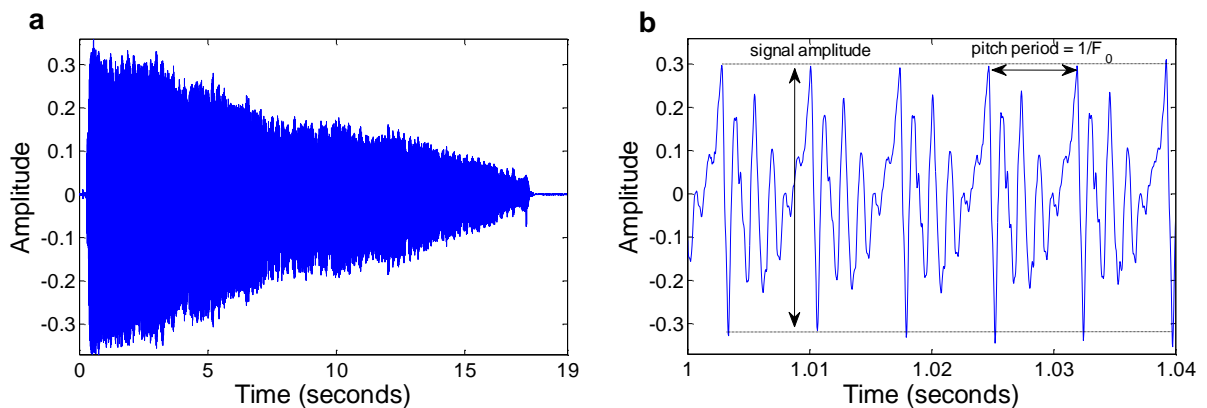 a
Amplitude
0.3
0.2
0.1
0
-0.1
-0.2
-0.3
0 5 10 15 19
Time (seconds)
b
signal amplitude
pitch period = 1/F0
Amplitude
0.3
0.2
0.1
0
-0.1
-0.2
-0.3
1 1.01 1.02 1.03 1.04
Time (seconds)